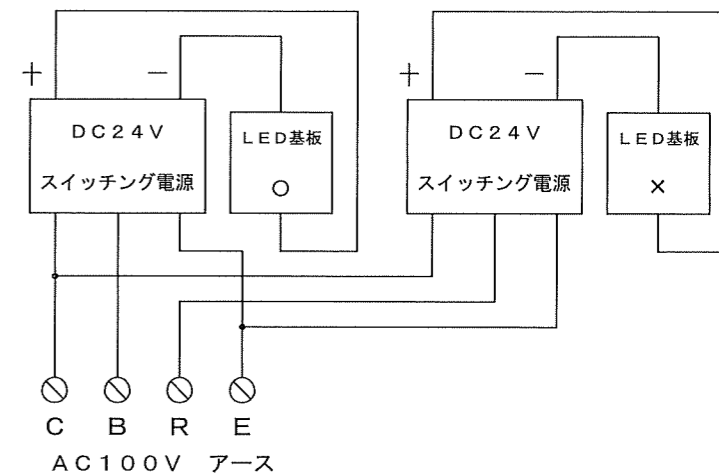 ＋ － ＋ －
ＤＣ２４Ｖ
スイッチング電源
ＬＥＤ基板
○
ＤＣ２４Ｖ
スイッチング電源
ＬＥＤ基板
×
Ｃ Ｂ Ｒ Ｅ
ＡＣ１００Ｖ アース